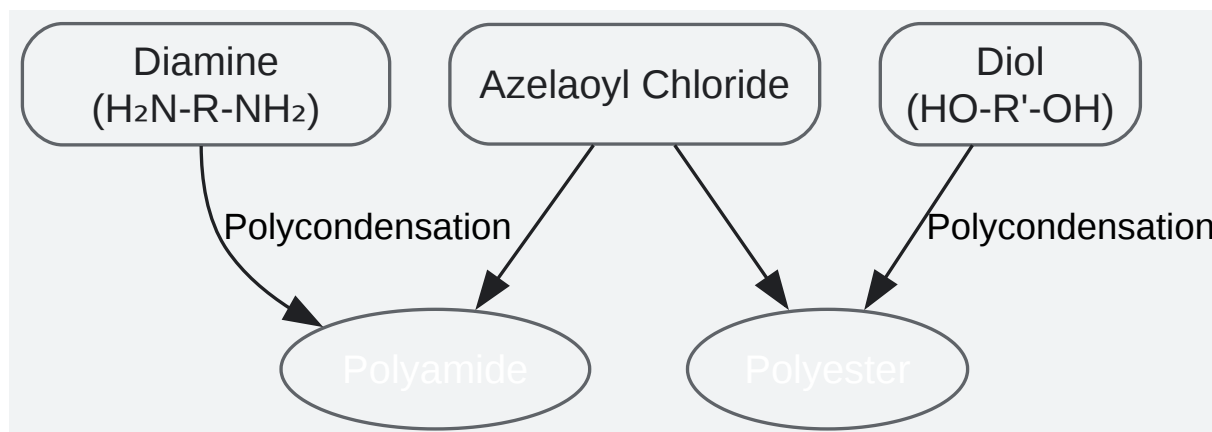 Diamine
(H₂N-R-NH₂)
Azelaoyl Chloride
Diol
(HO-R'-OH)
Polycondensation
Polycondensation
Polyamide
Polyester